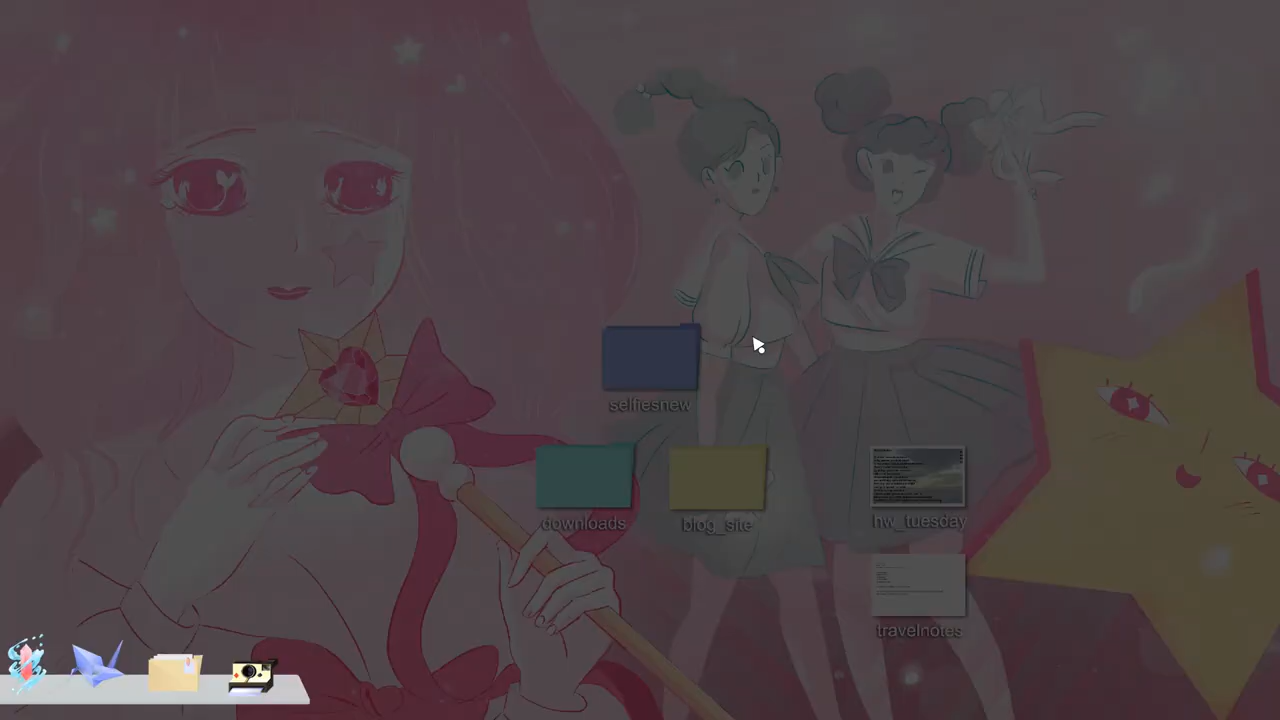 selfiesnew
downloads
blog_site
hw_tuesday
travelnotes